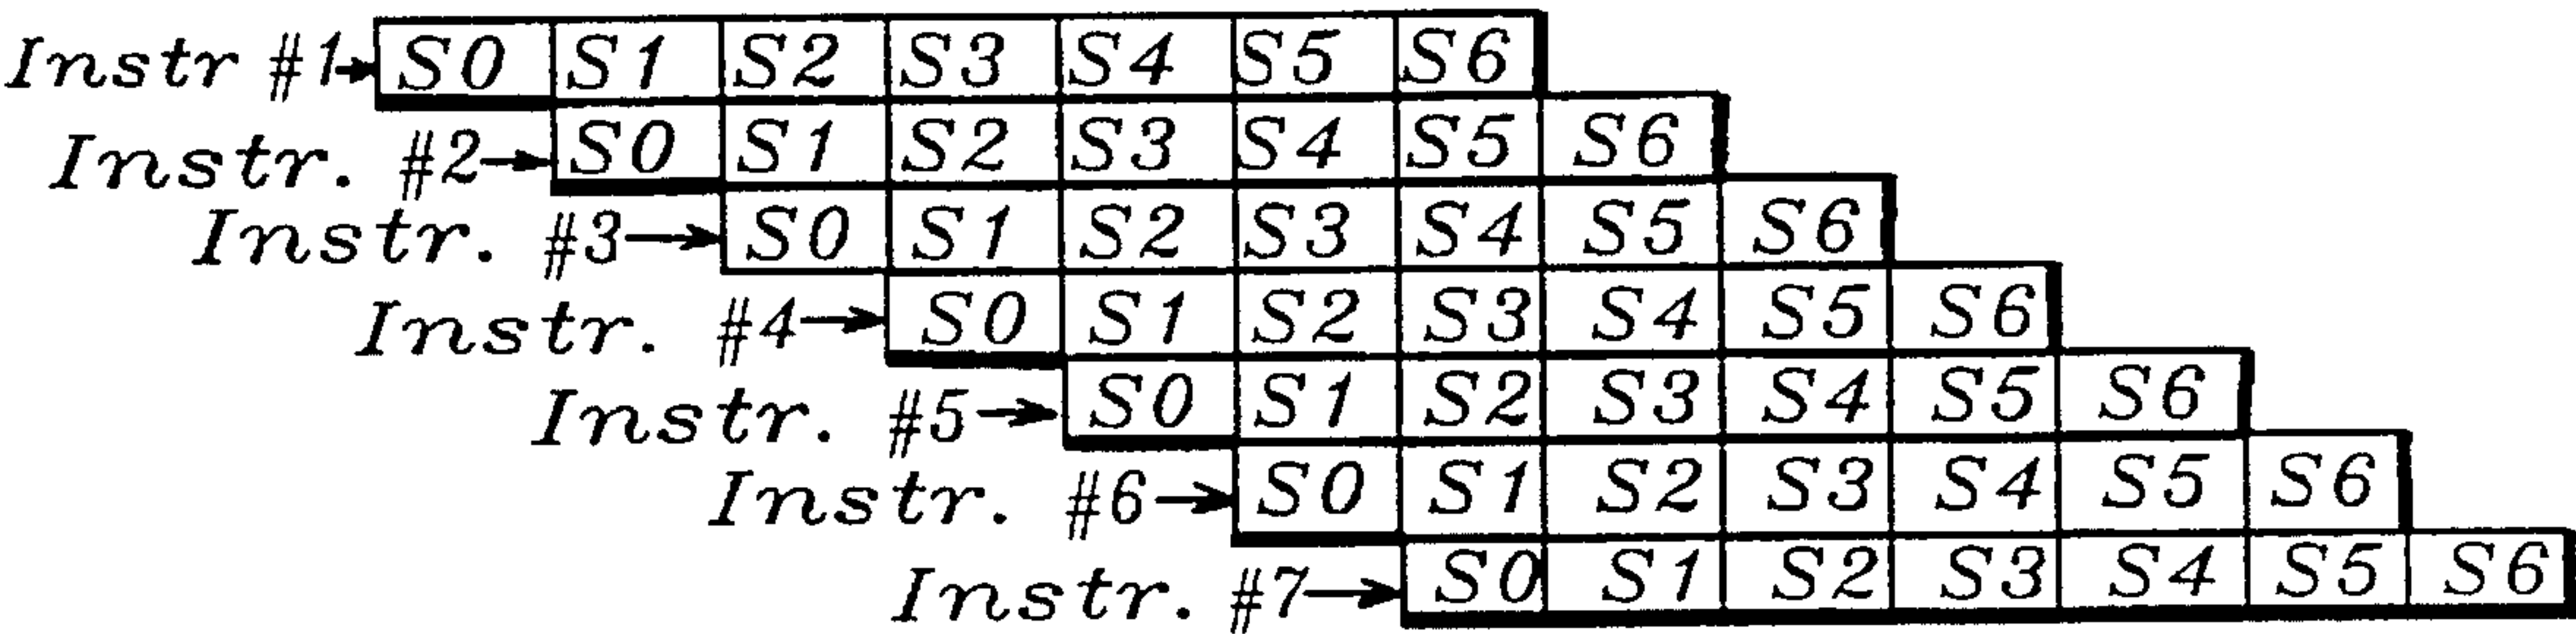 Instr #1 S0 S1 S2 S3 S4 S5 S6
Instr. #2 S0 S1 S2 S3 S4 S5 S6
Instr. #3 S0 S1 S2 S3 S4 S5 S6
Instr. #4 S0 S1 S2 S3 S4 S5 S6
Instr. #5 S0 S1 S2 S3 S4 S5 S6
Instr. #6 S0 S1 S2 S3 S4 S5 S6
Instr. #7 S0 S1 S2 S3 S4 S5 S6